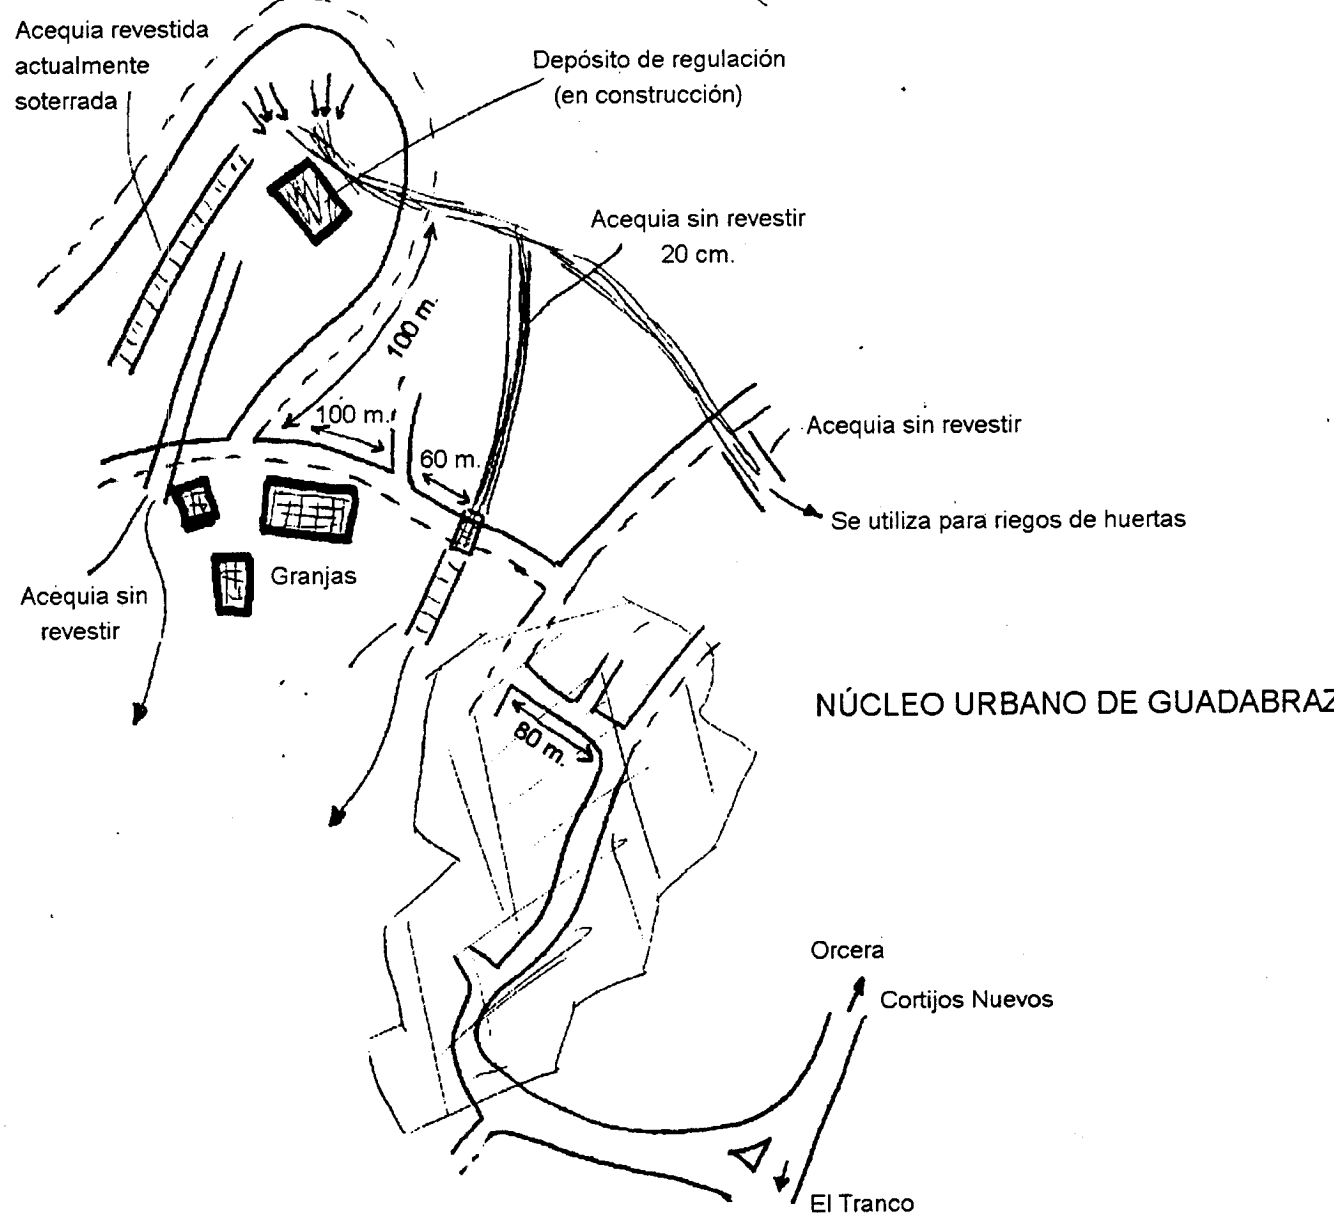 Acequia revestida
actualmente
soterrada
Depósito de regulación
(en construcción)
Acequia sin revestir
20 cm.
100 m.
100 m.
60 m.
Acequia sin revestir
Se utiliza para riegos de huertas
Granjas
Acequia sin
revestir
NÚCLEO URBANO DE GUADABRAZ
80 m.
Orcera
Cortijos Nuevos
El Tranco